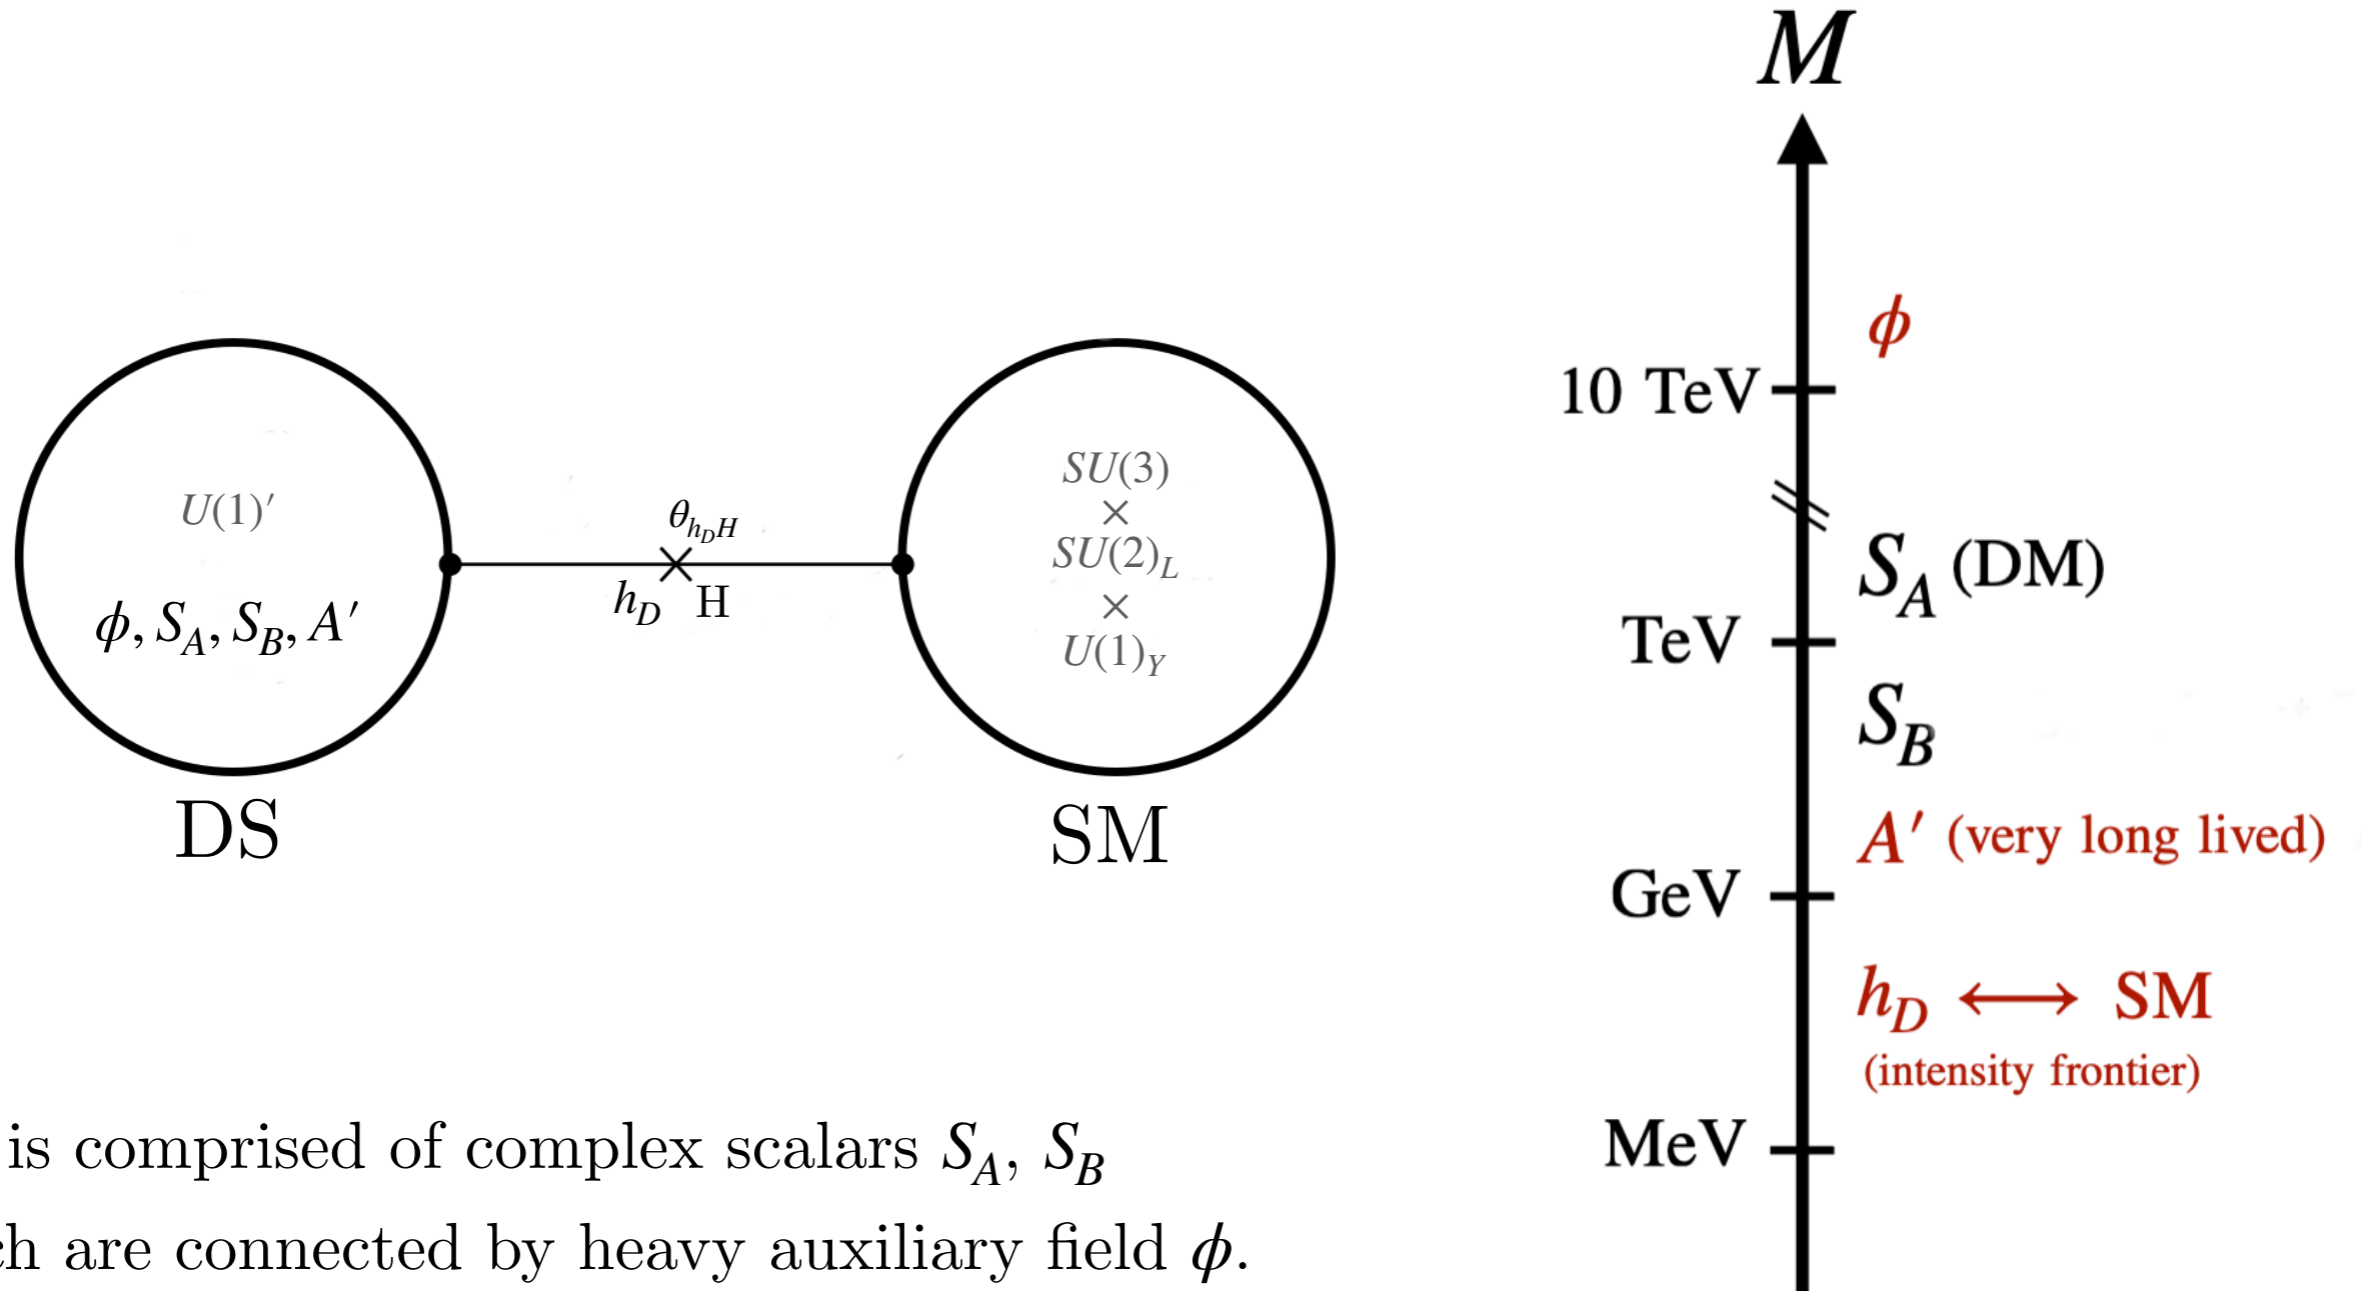 U(1)′
ϕ, S_A, S_B, A′
DS
θ_{h_D H}
h_D H
SU(3)
×
SU(2)_L
×
U(1)_Y
SM
is comprised of complex scalars S_A, S_B
ch are connected by heavy auxiliary field ϕ.
M
ϕ
10 TeV
S_A (DM)
TeV
S_B
A′ (very long lived)
GeV
h_D ⟷ SM
(intensity frontier)
MeV